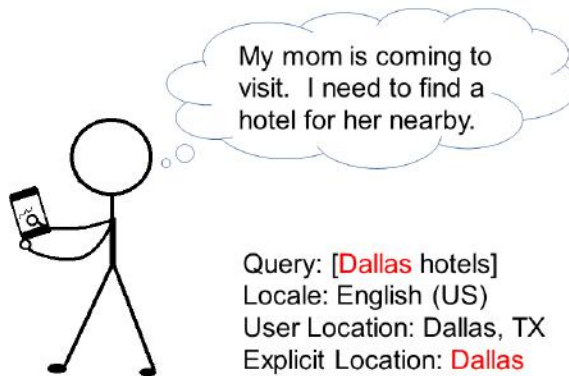 My mom is coming to
visit.  I need to find a
hotel for her nearby.
Query: [Dallas hotels]
Locale: English (US)
User Location: Dallas, TX
Explicit Location: Dallas